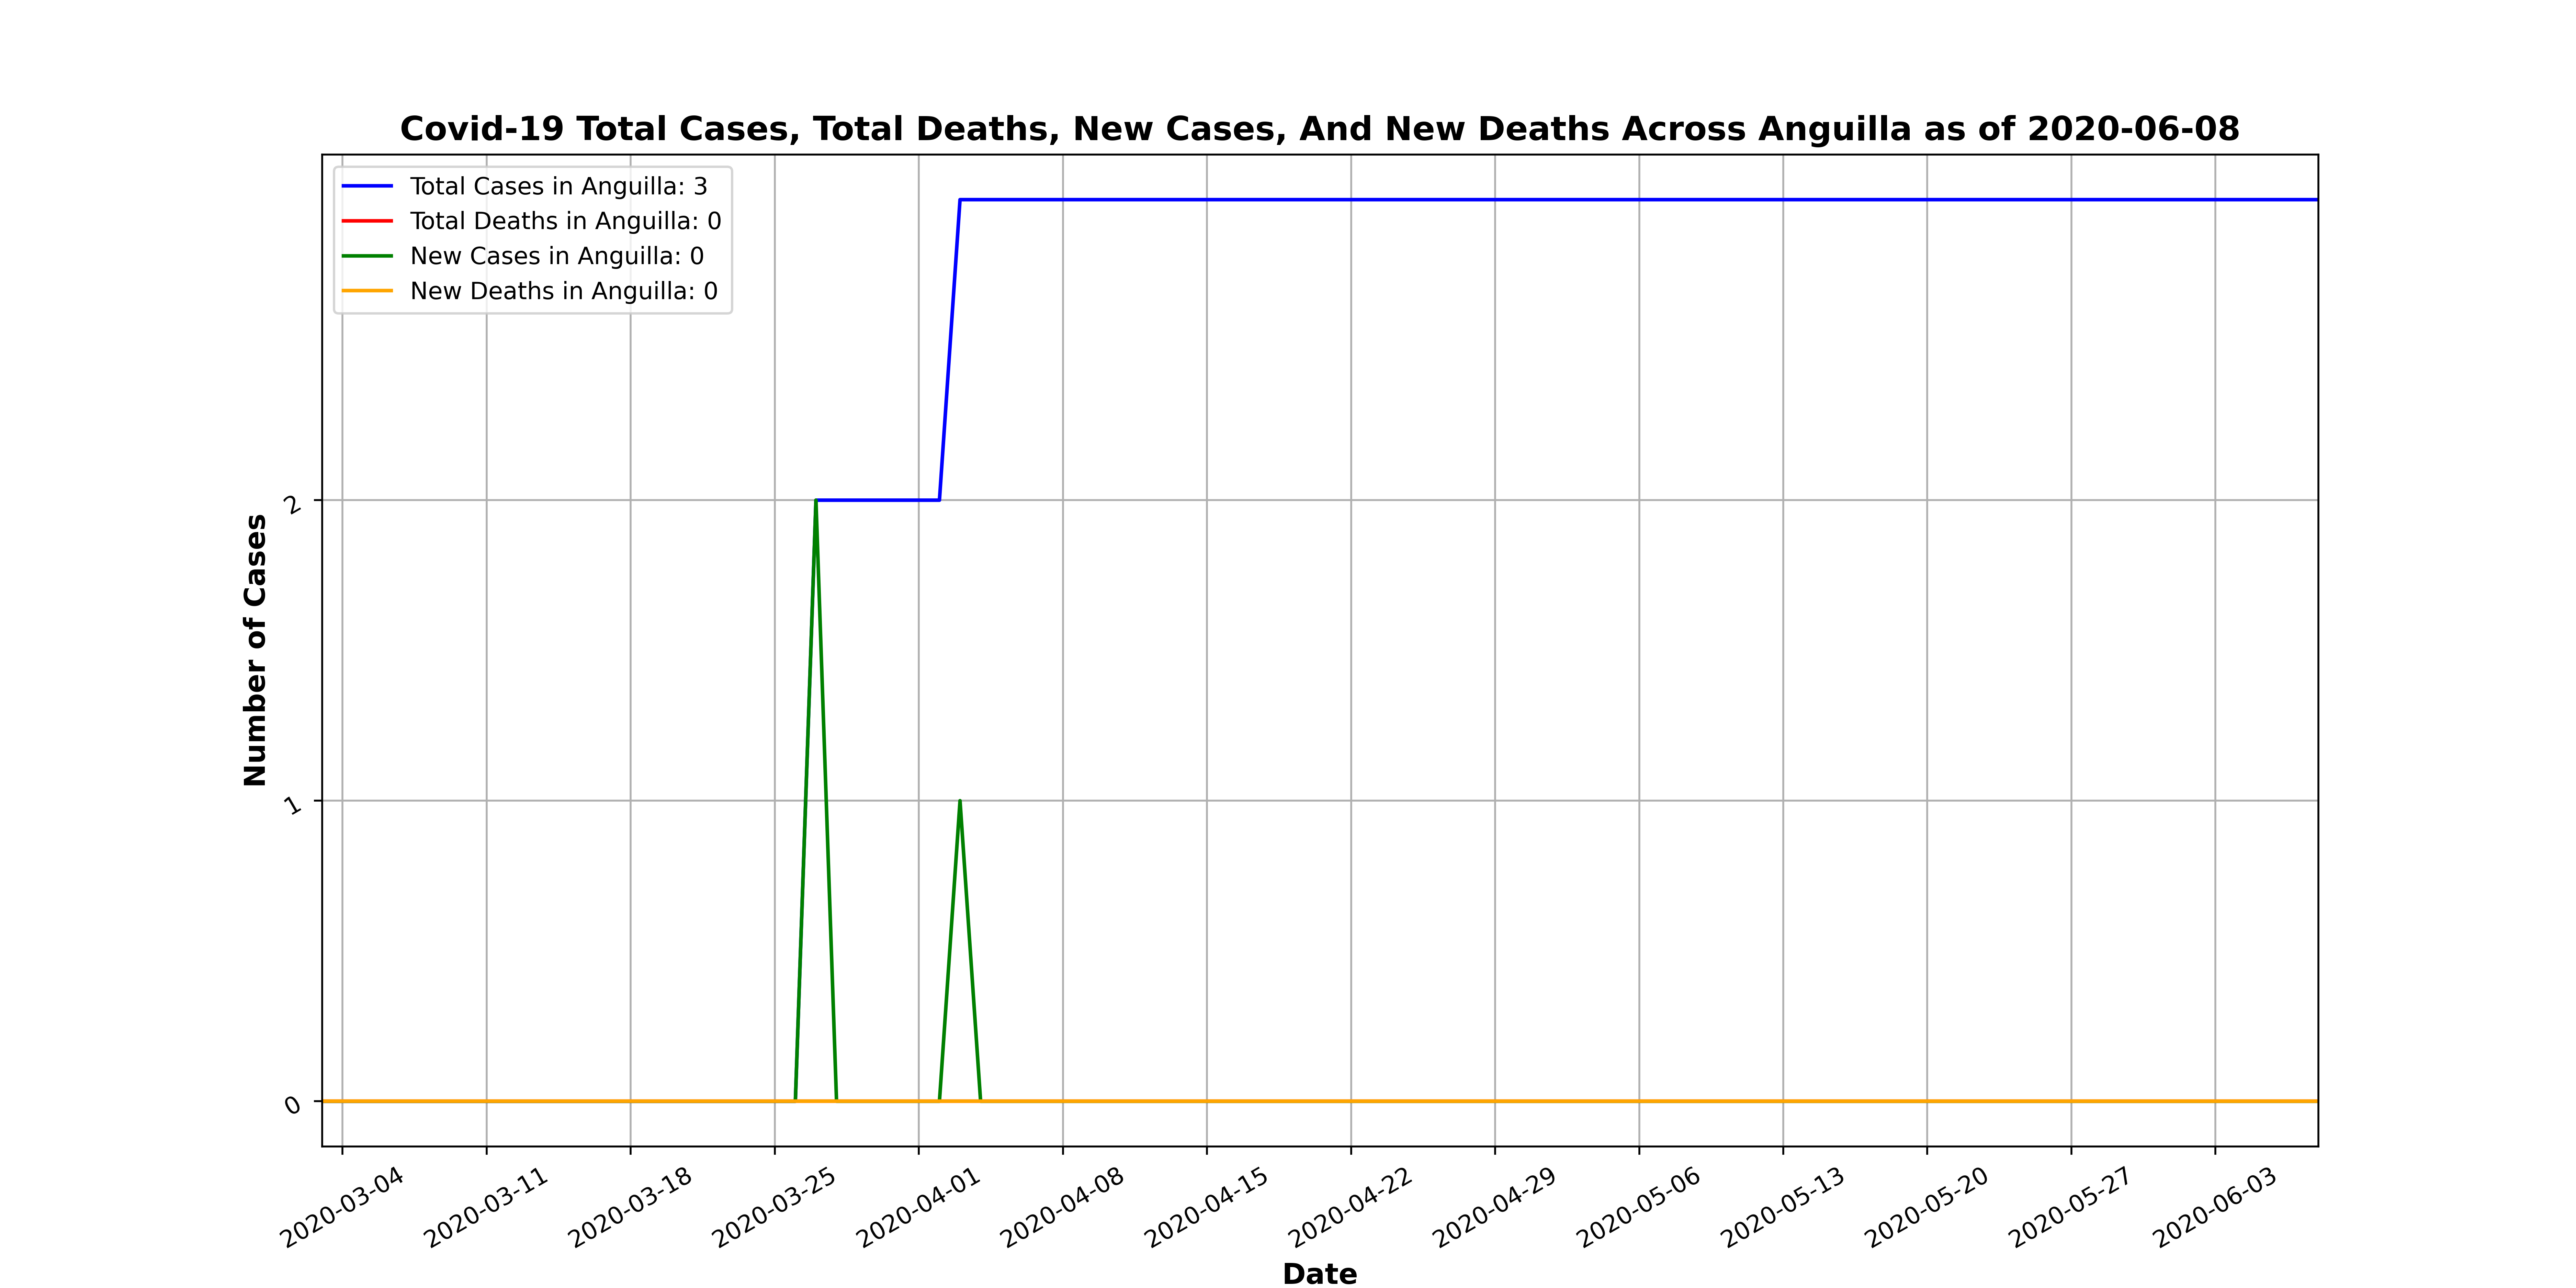 Covid-19 Total Cases, Total Deaths, New Cases, And New Deaths Across Anguilla as of 2020-06-08
Total Cases in Anguilla: 3
Total Deaths in Anguilla: 0
New Cases in Anguilla: 0
New Deaths in Anguilla: 0
Number of Cases
2
1
0
2020-03-04
2020-03-11
2020-03-18
2020-03-25
2020-04-01
2020-04-08
2020-04-15
2020-04-22
2020-04-29
2020-05-06
2020-05-13
2020-05-20
2020-05-27
2020-06-03
Date